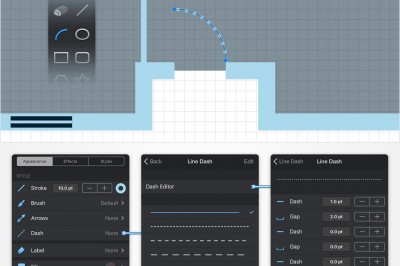 Appearance Effects Styles
STYLE
Stroke 10.0 pt
Brush Default
Arrows None
Dash None
Label None
Back Line Dash Edit
Dash Editor
Line Dash Line Dash
Dash 1.0 pt
Gap 2.0 pt
Dash 0.0 pt
Gap 0.0 pt
Dash 0.0 pt